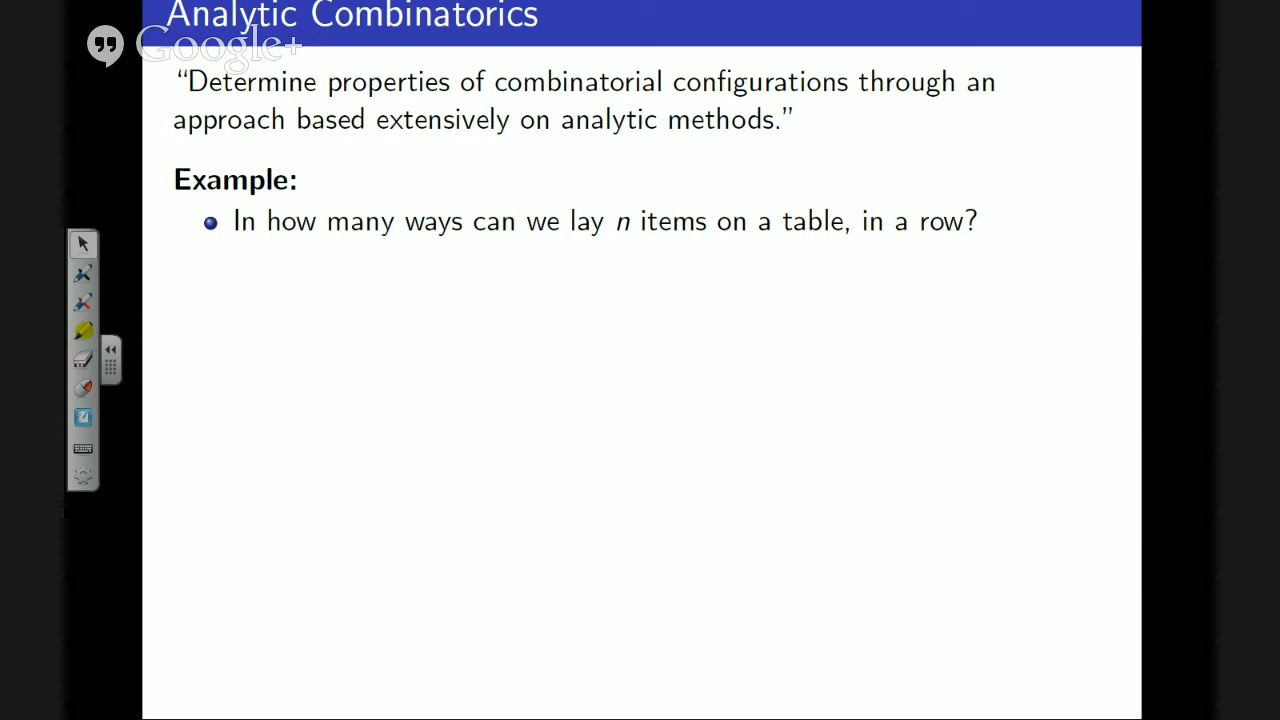 Analytic Combinatorics
Google+
“Determine properties of combinatorial configurations through an
approach based extensively on analytic methods.”
Example:
In how many ways can we lay n items on a table, in a row?